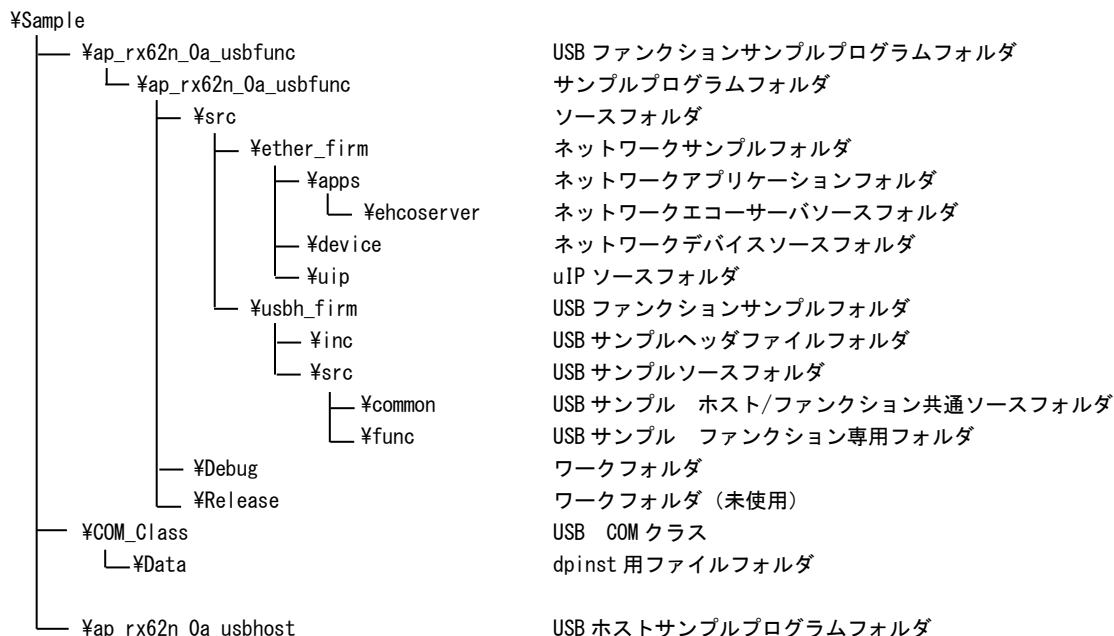 ¥Sample
¥ap_rx62n_0a_usbfunc USB ファンクションサンプルプログラムフォルダ
¥ap_rx62n_0a_usbfunc サンプルプログラムフォルダ
¥src ソースフォルダ
¥ether_firm ネットワークサンプルフォルダ
¥apps ネットワークアプリケーションフォルダ
¥ehcoserver ネットワークエコーサーバソースフォルダ
¥device ネットワークデバイスソースフォルダ
¥uip uIP ソースフォルダ
¥usbh_firm USB ファンクションサンプルフォルダ
¥inc USB サンプルヘッダファイルフォルダ
¥src USB サンプルソースフォルダ
¥common USB サンプル ホスト/ファンクション共通ソースフォルダ
¥func USB サンプル ファンクション専用フォルダ
¥Debug ワークフォルダ
¥Release ワークフォルダ（未使用）
¥COM_Class USB COM クラス
¥Data dpinst 用ファイルフォルダ
¥ap_rx62n_0a_usbhost USB ホストサンプルプログラムフォルダ